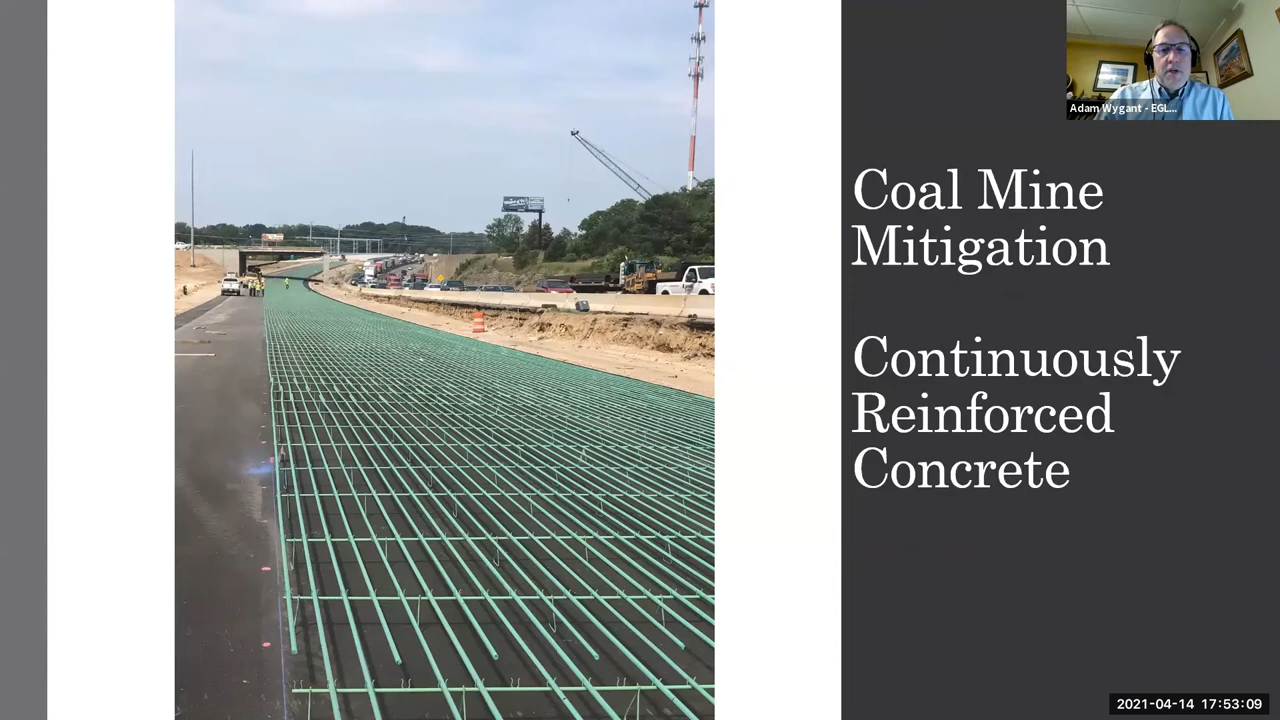 Adam Wygant - EGL...
Coal Mine
Mitigation
Continuously
Reinforced
Concrete
2021-04-14 17:53:09